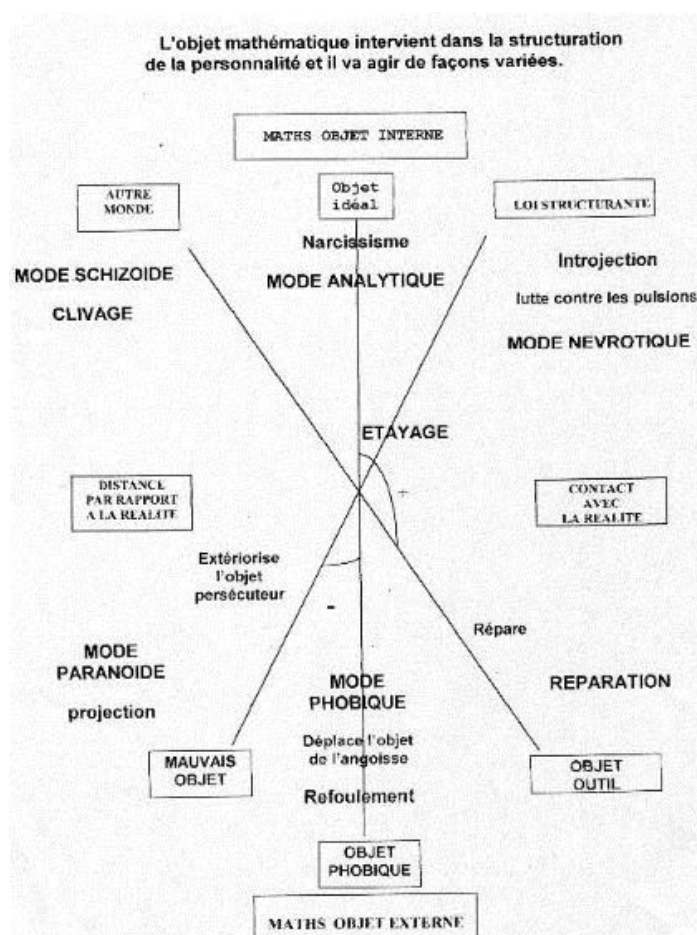 L'objet mathématique intervient dans la structuration
de la personnalité et il va agir de façons variées.
MATHS OBJET INTERNE
AUTRE
MONDE
Objet
idéal
LOI STRUCTURANTE
Narcissisme
Introjection
MODE SCHIZOIDE
MODE ANALYTIQUE
lutte contre les pulsions
CLIVAGE
MODE NEVROTIQUE
ETAYAGE
DISTANCE
PAR RAPPORT
A LA REALITE
+
CONTACT
AVEC
LA REALITE
Extériorise
l'objet
persécuteur
-
Répare
MODE
PARANOIDE
projection
MODE
PHOBIQUE
REPARATION
Déplace l'objet
de l'angoisse
MAUVAIS
OBJET
OBJET
OUTIL
Refoulement
OBJET
PHOBIQUE
MATHS OBJET EXTERNE